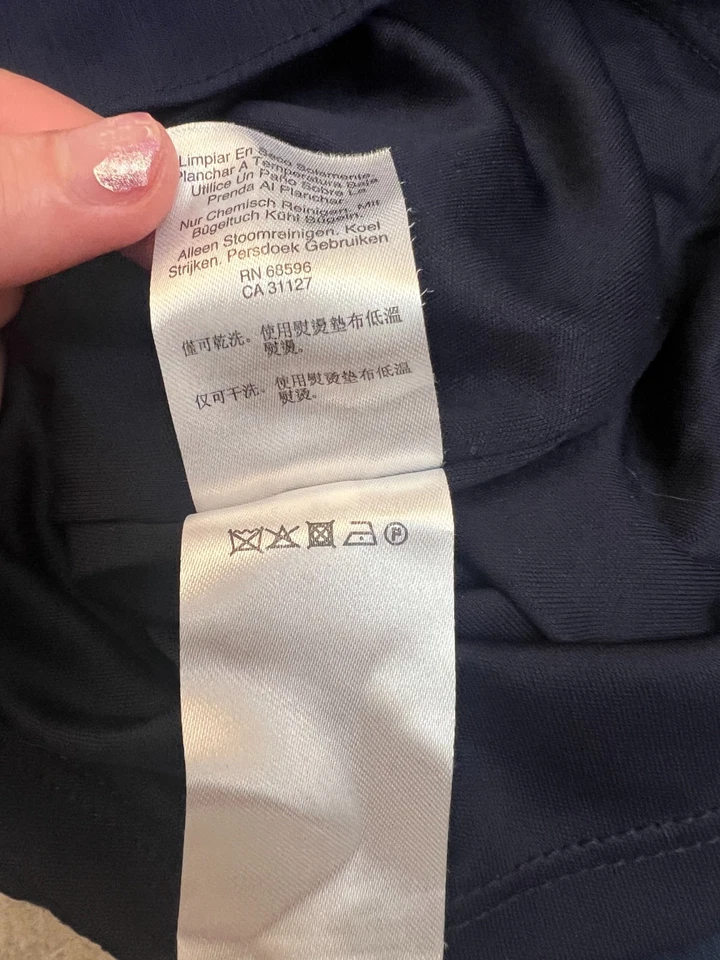 Limpiar En Seco Solamente.
Planchar A Temperatura Baja
Utilice Un Paño Sobre La
Prenda Al Planchar
Nur Chemisch Reinigen. Mit
Bügeltuch Kühl Bügeln.
Alleen Stoomreinigen. Koel
Strijken. Persdoek Gebruiken
RN 68596
CA 31127
僅可乾洗。使用熨燙墊布低溫
熨燙。
仅可干洗。使用熨烫垫布低温
熨烫。
P